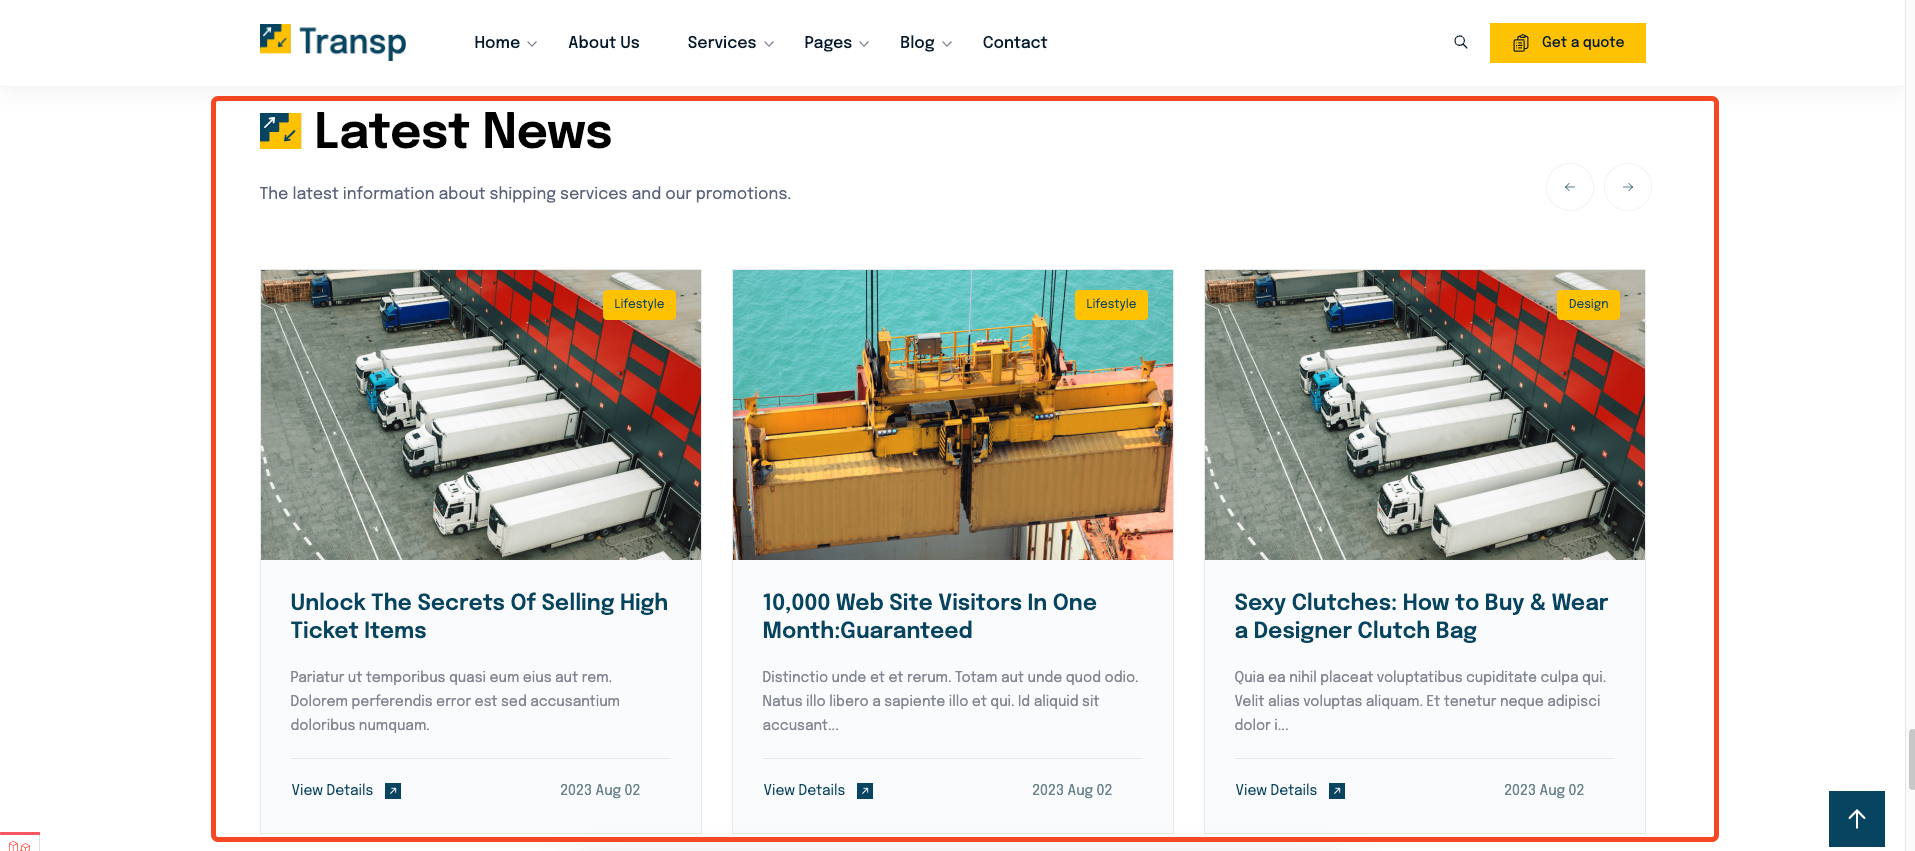 Transp
Home
About Us
Services
Pages
Blog
Contact
Get a quote
Latest News
The latest information about shipping services and our promotions.
Lifestyle
Unlock The Secrets Of Selling High
Ticket Items
Pariatur ut temporibus quasi eum eius aut rem.
Dolorem perferendis error est sed accusantium
doloribus numquam.
View Details
2023 Aug 02
Lifestyle
10,000 Web Site Visitors In One
Month:Guaranteed
Distinctio unde et et rerum. Totam aut unde quod odio.
Natus illo libero a sapiente illo et qui. Id aliquid sit
accusant...
View Details
2023 Aug 02
Design
Sexy Clutches: How to Buy & Wear
a Designer Clutch Bag
Quia ea nihil placeat voluptatibus cupiditate culpa qui.
Velit alias voluptas aliquam. Et tenetur neque adipisci
dolor i...
View Details
2023 Aug 02